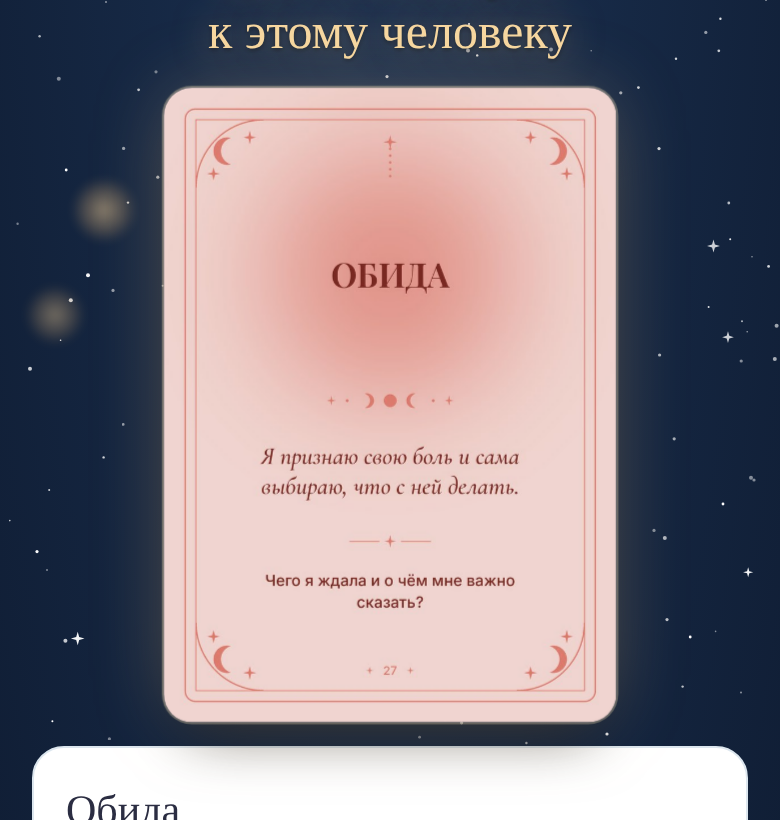 к этому человеку
ОБИДА
Я признаю свою боль и сама
выбираю, что с ней делать.
Чего я ждала и о чём мне важно
сказать?
27
Обида